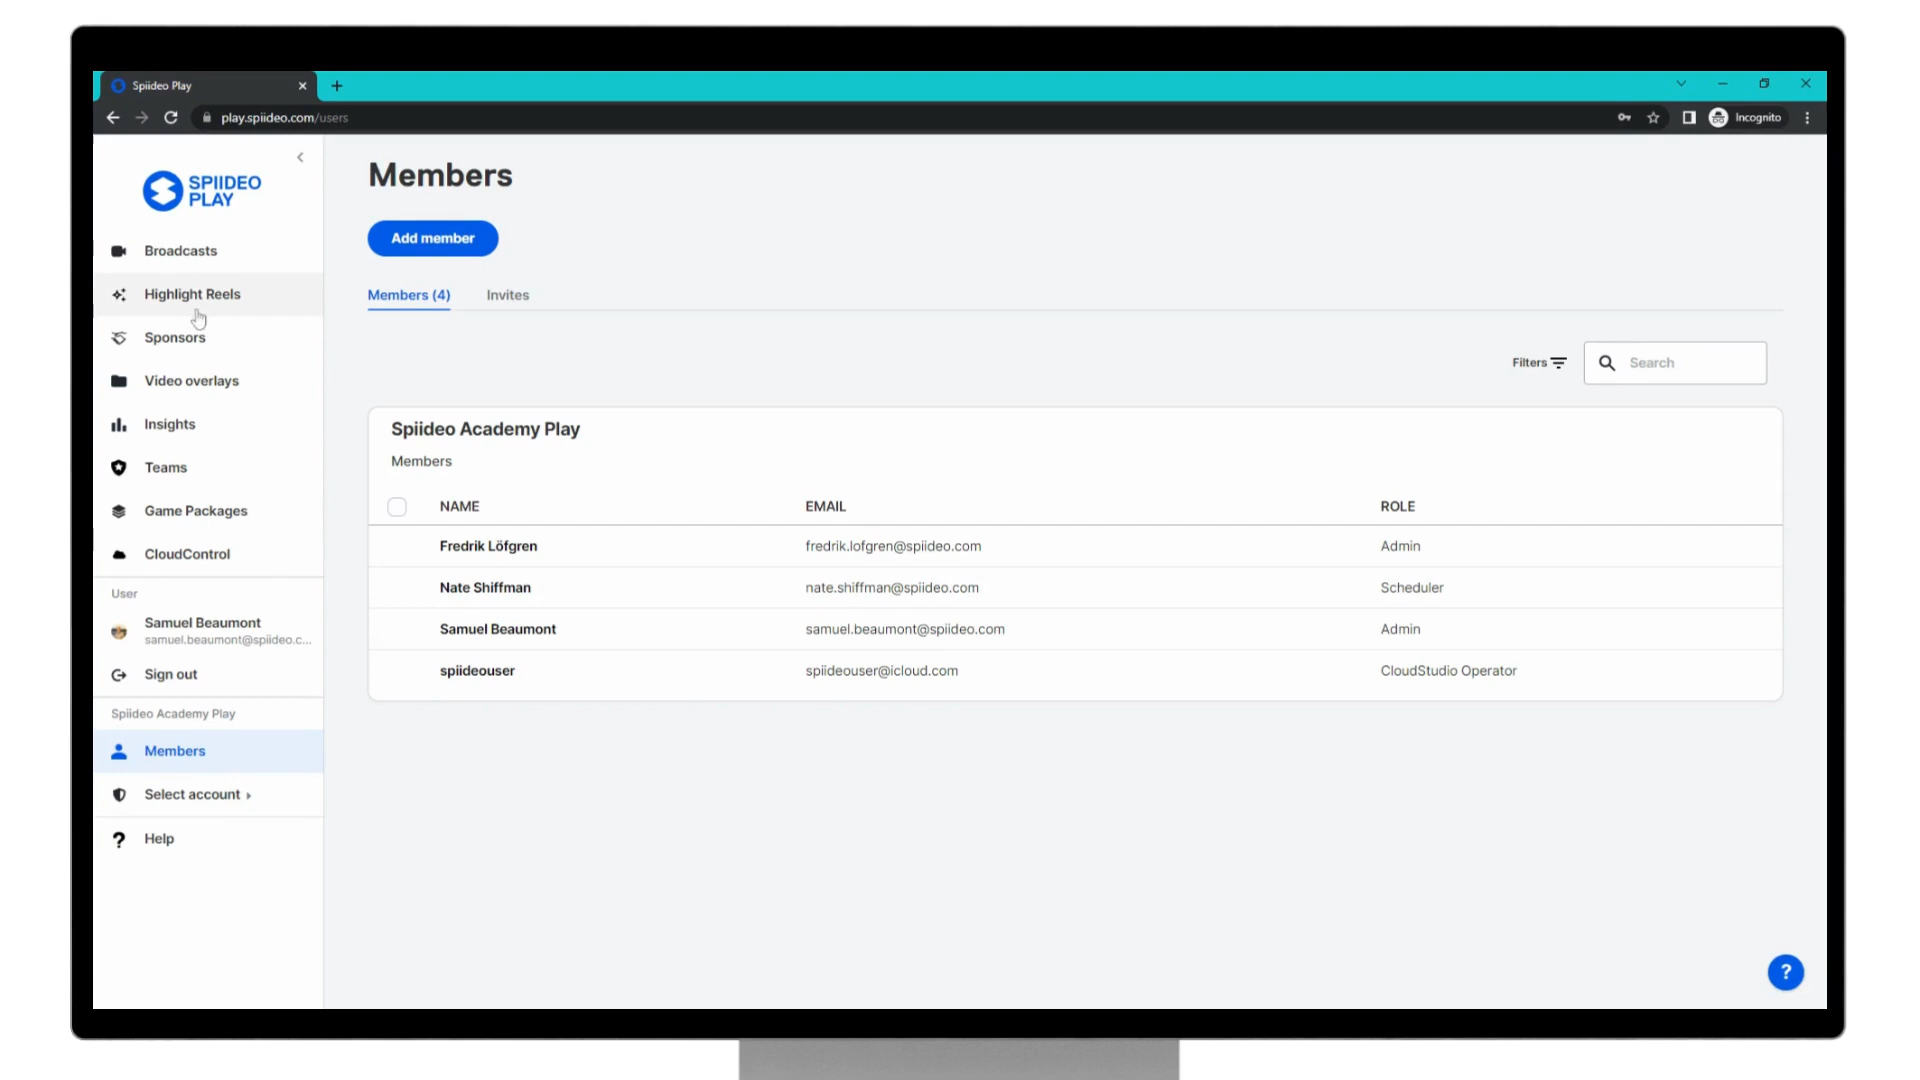 Spiideo Play
play.spiideo.com/users
Incognito
SPIIDEO
PLAY
Broadcasts
Highlight Reels
Sponsors
Video overlays
Insights
Teams
Game Packages
CloudControl
User
Samuel Beaumont
samuel.beaumont@spiideo.c...
Sign out
Spiideo Academy Play
Members
Select account
Help
Members
Add member
Members (4) Invites
Filters Search
Spiideo Academy Play
Members
NAME EMAIL ROLE
Fredrik Löfgren fredrik.lofgren@spiideo.com Admin
Nate Shiffman nate.shiffman@spiideo.com Scheduler
Samuel Beaumont samuel.beaumont@spiideo.com Admin
spiideouser spiideouser@icloud.com CloudStudio Operator
?